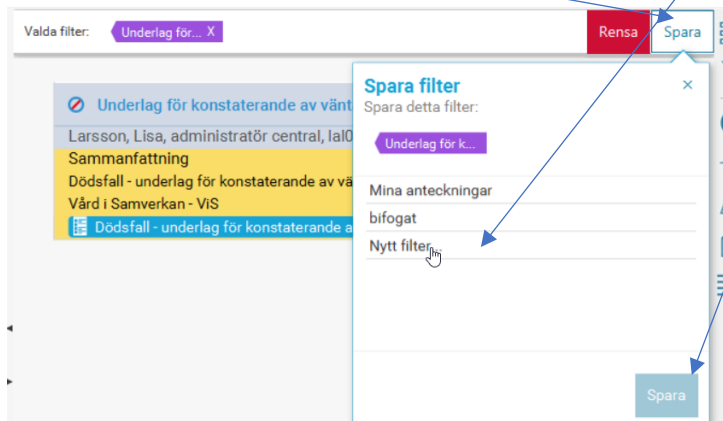 Valda filter: Underlag för... X Rensa Spara
Spara filter ×
Spara detta filter:
Underlag för k...
Mina anteckningar
bifogat
Nytt filter...
Spara
Underlag för konstaterande av vänt
Larsson, Lisa, administratör central, lal0
Sammanfattning
Dödsfall - underlag för konstaterande av vä
Vård i Samverkan - ViS
Dödsfall - underlag för konstaterande a